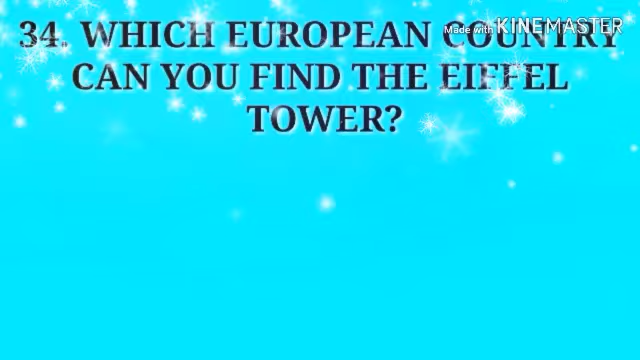 Made with KINEMASTER
34. WHICH EUROPEAN COUNTRY
CAN YOU FIND THE EIFFEL
TOWER?